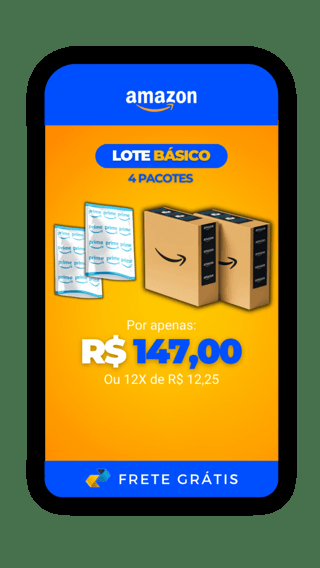 amazon
LOTE BÁSICO
4 PACOTES
Por apenas:
R$ 147,00
Ou 12X de R$ 12,25
FRETE GRÁTIS